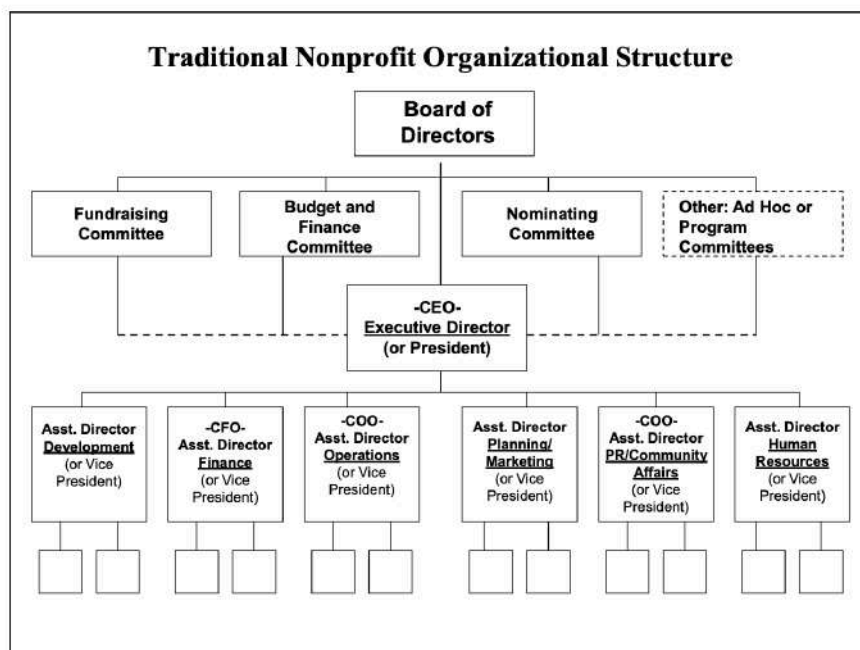 Traditional Nonprofit Organizational Structure
Board of
Directors
Fundraising
Committee
Budget and
Finance
Committee
Nominating
Committee
Other: Ad Hoc or
Program
Committees
-CEO-
Executive Director
(or President)
Asst. Director
Development
(or Vice
President)
-CFO-
Asst. Director
Finance
(or Vice
President)
-COO-
Asst. Director
Operations
(or Vice
President)
Asst. Director
Planning/
Marketing
(or Vice
President)
-COO-
Asst. Director
PR/Community
Affairs
(or Vice
President)
Asst. Director
Human
Resources
(or Vice
President)